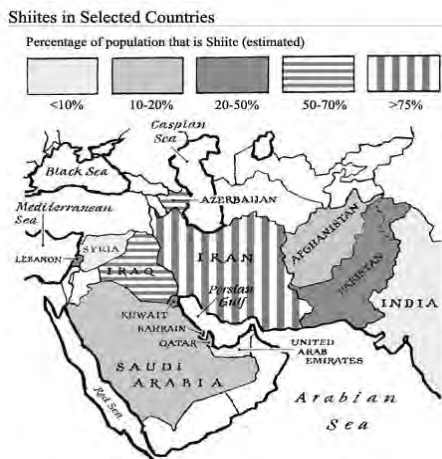 Shiites in Selected Countries
Percentage of population that is Shiite (estimated)
<10% 10-20% 20-50% 50-70% >75%
Caspian
Sea
Black Sea
AZERBAIJAN
Mediterranean
Sea
SYRIA
LEBANON
IRAQ
IRAN
AFGHANISTAN
PAKISTAN
INDIA
Persian
Gulf
KUWAIT
BAHRAIN
QATAR
UNITED
ARAB
EMIRATES
SAUDI
ARABIA
Red Sea
Arabian
Sea